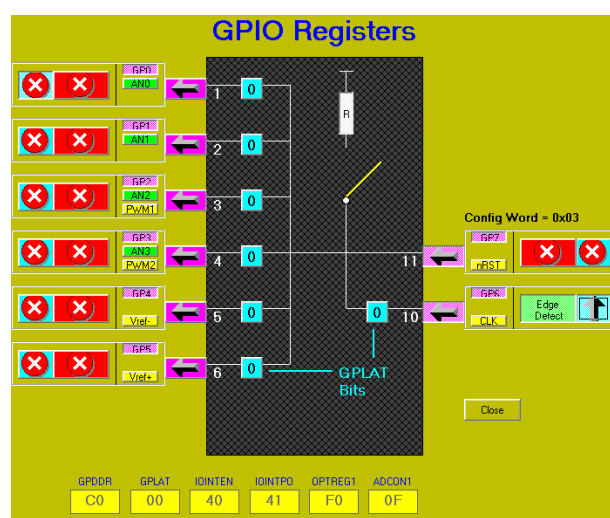 GPIO Registers
GP0
AN0
1
0
GP1
AN1
2
0
GP2
AN2
PWM1
3
0
GP3
AN3
PWM2
4
0
GP4
Vref-
5
0
GP5
Vref+
6
0
R
GPLAT
Bits
0
Config Word = 0x03
11
GP7
nRST
10
GP6
CLK
Edge
Detect
Close
GPDDR GPLAT IOINTEN IOINTPO OPTREG1 ADCON1
C0 00 40 41 F0 0F